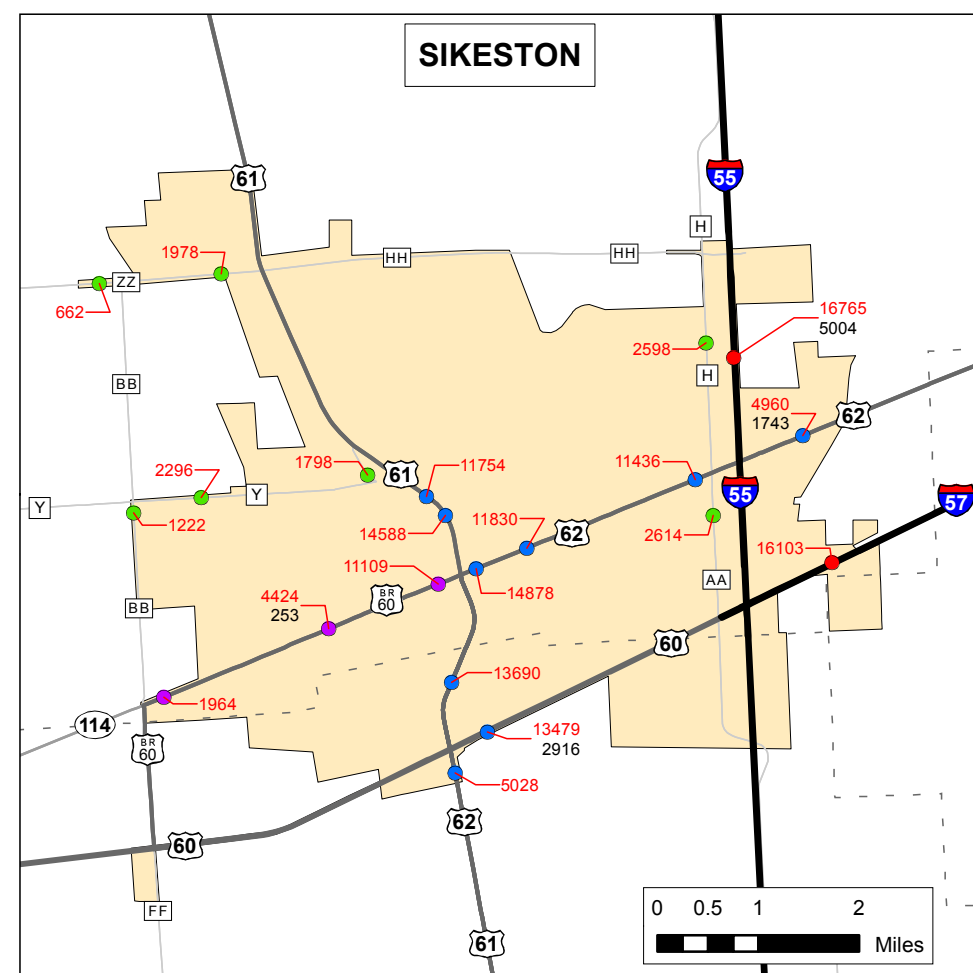 SIKESTON
61
55
H
1978
HH
HH
ZZ
662
16765
5004
2598
BB
H
4960
1743
62
1798
61
11754
11436
2296
Y
Y
55
57
1222
14588
11830
62
2614
16103
11109
14878
AA
BR
60
4424
253
BB
60
13690
1964
114
BR
60
13479
2916
5028
62
60
FF
61
0 0.5 1 2
Miles